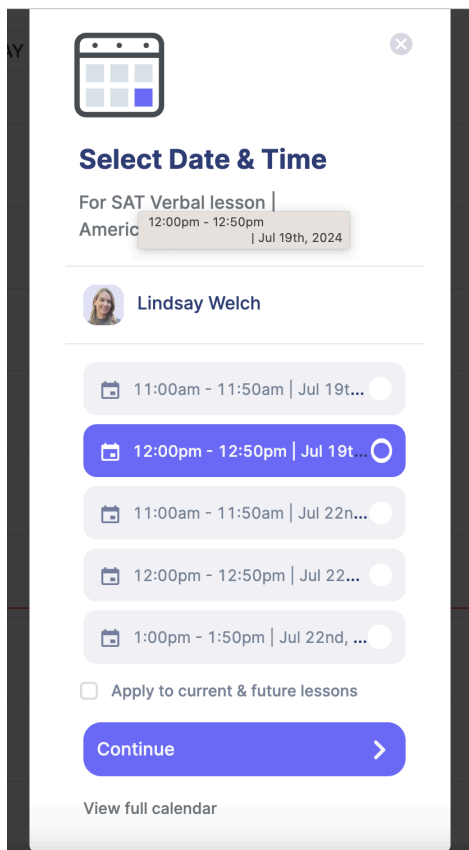 AY
Select Date & Time
For SAT Verbal lesson |
Americ
12:00pm - 12:50pm
| Jul 19th, 2024
Lindsay Welch
11:00am - 11:50am | Jul 19t...
12:00pm - 12:50pm | Jul 19t...
11:00am - 11:50am | Jul 22n...
12:00pm - 12:50pm | Jul 22...
1:00pm - 1:50pm | Jul 22nd, ...
Apply to current & future lessons
Continue
View full calendar